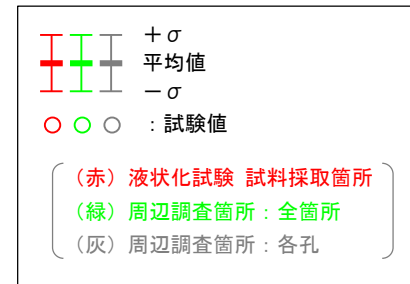 ＋σ
平均値
－σ
：試験値
（赤）液状化試験 試料採取箇所
（緑）周辺調査箇所：全箇所
（灰）周辺調査箇所：各孔